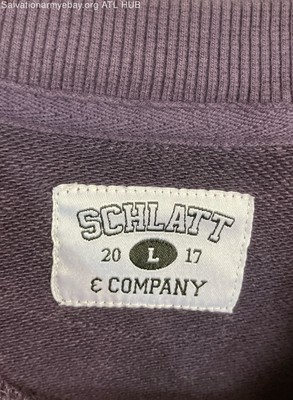 Salvationarmyebay.org ATL HUB
SCHLATT
20 L 17
& COMPANY